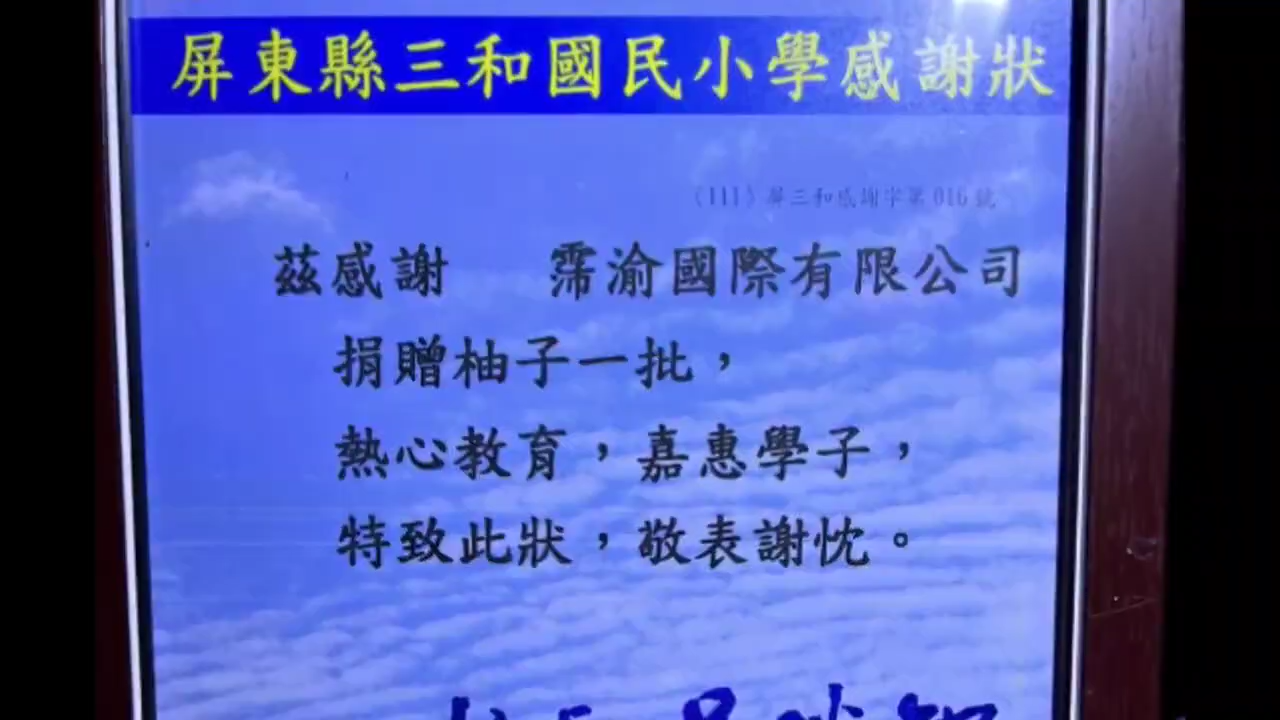 屏東縣三和國民小學感謝狀
（111）屏三和感謝字第016號
茲感謝 霈渝國際有限公司
捐贈柚子一批，
熱心教育，嘉惠學子，
特致此狀，敬表謝忱。